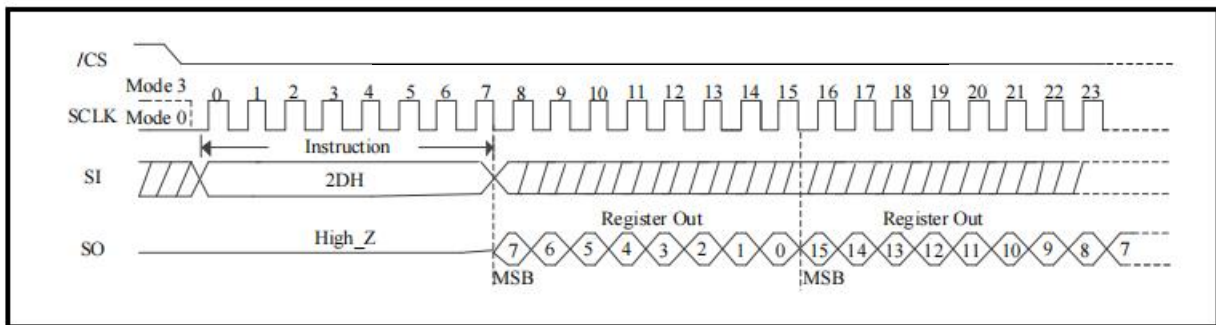 /CS
Mode 3
0 1 2 3 4 5 6 7 8 9 10 11 12 13 14 15 16 17 18 19 20 21 22 23
SCLK Mode 0
Instruction
SI 2DH
Register Out Register Out
SO High_Z 7 6 5 4 3 2 1 0 15 14 13 12 11 10 9 8 7
MSB MSB